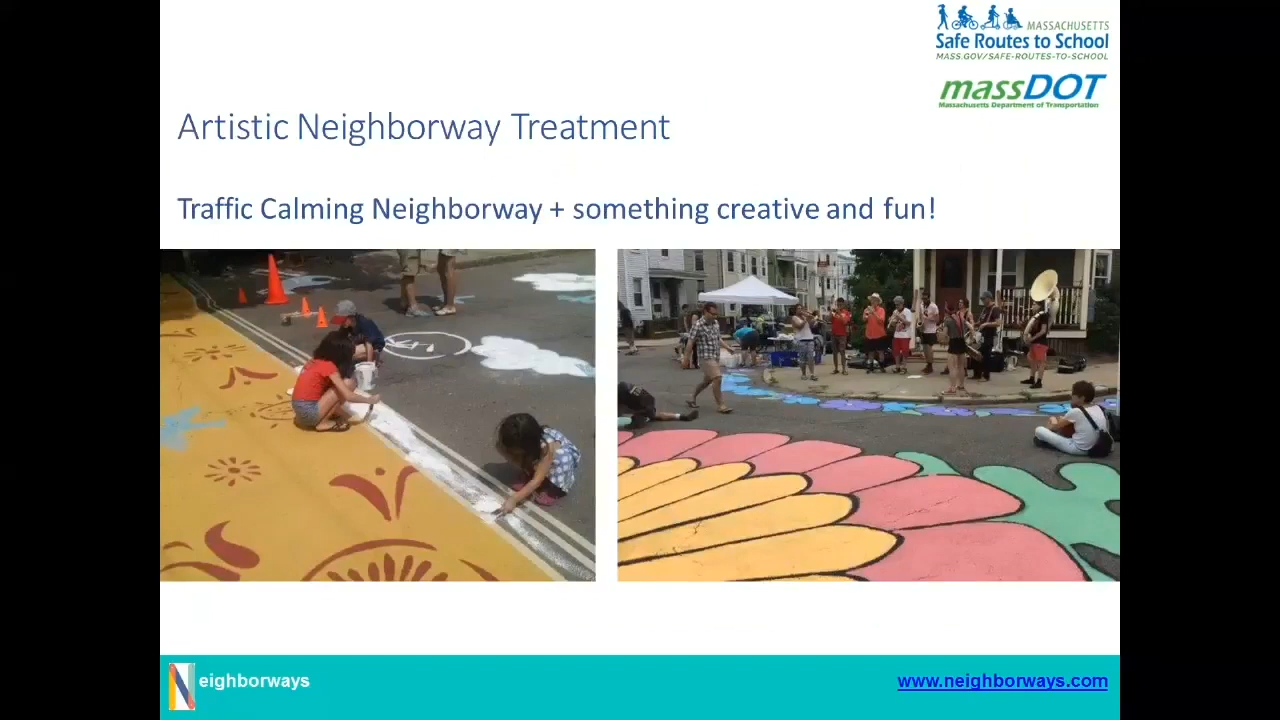 MASSACHUSETTS
Safe Routes to School
MASS.GOV/SAFE-ROUTES-TO-SCHOOL
massDOT
Massachusetts Department of Transportation
Artistic Neighborway Treatment
Traffic Calming Neighborway + something creative and fun!
Neighborways
www.neighborways.com